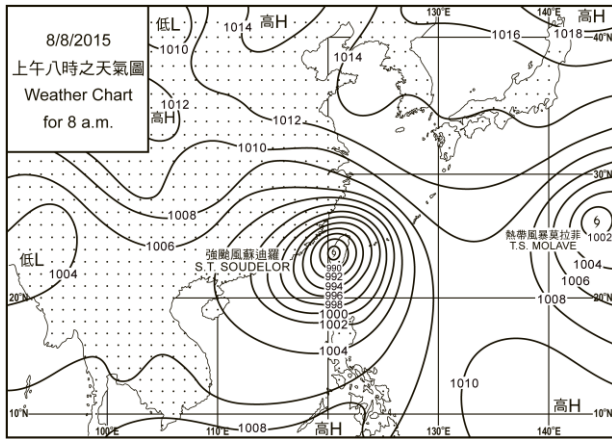 8/8/2015
上午八時之天氣圖
Weather Chart
for 8 a.m.
低L
1010
1014
高H
1014
130°E
1016
140°E
高H
1018
40°N
1012
高H
1012
1010
30°N
1008
1006
低L
1004
強颱風蘇迪羅
S.T. SOUDELOR
990
992
994
996
998
1000
1002
1004
熱帶風暴莫拉菲
T.S. MOLAVE
1002
1004
1006
1008
20°N
20°N
1010
10°N
100°E
110°E
1008
120°E
高H
130°E
高H
140°E
10°N